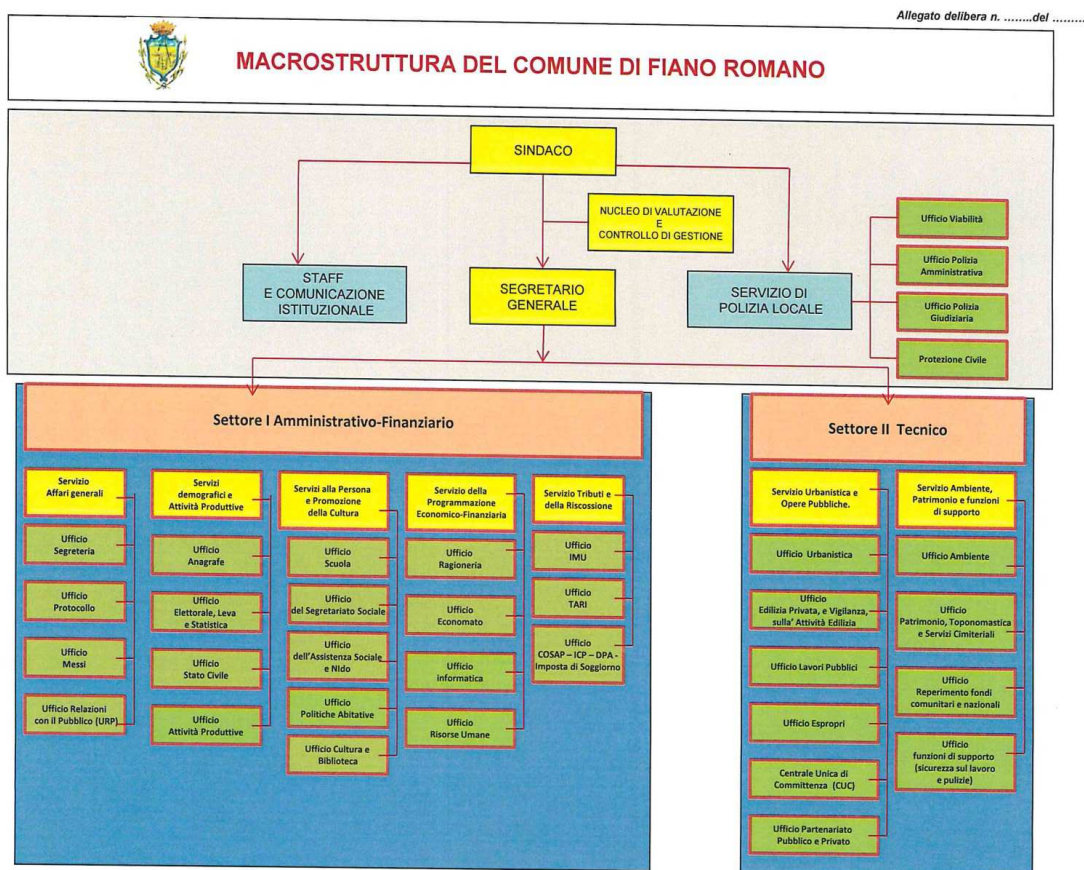 Allegato delibera n. ........del .........
MACROSTRUTTURA DEL COMUNE DI FIANO ROMANO
SINDACO
NUCLEO DI VALUTAZIONE
E
CONTROLLO DI GESTIONE
STAFF
E COMUNICAZIONE
ISTITUZIONALE
SEGRETARIO
GENERALE
SERVIZIO DI
POLIZIA LOCALE
Ufficio Viabilità
Ufficio Polizia
Amministrativa
Ufficio Polizia
Giudiziaria
Protezione Civile
Settore I Amministrativo-Finanziario
Servizio
Affari generali
Ufficio
Segreteria
Ufficio
Protocollo
Ufficio
Messi
Ufficio Relazioni
con il Pubblico (URP)
Servizi
demografici e
Attività Produttive
Ufficio
Anagrafe
Ufficio
Elettorale, Leva
e Statistica
Ufficio
Stato Civile
Ufficio
Attività Produttive
Servizi alla Persona
e Promozione
della Cultura
Ufficio
Scuola
Ufficio
del Segretariato Sociale
Ufficio
dell'Assistenza Sociale
e NIdo
Ufficio
Politiche Abitative
Ufficio Cultura e
Biblioteca
Servizio della
Programmazione
Economico-Finanziaria
Ufficio
Ragioneria
Ufficio
Economato
Ufficio
informatica
Ufficio
Risorse Umane
Servizio Tributi e
della Riscossione
Ufficio
IMU
Ufficio
TARI
Ufficio
COSAP – ICP – DPA -
Imposta di Soggiorno
Settore II Tecnico
Servizio Urbanistica e
Opere Pubbliche.
Ufficio Urbanistica
Ufficio
Edilizia Privata, e Vigilanza,
sulla' Attività Edilizia
Ufficio Lavori Pubblici
Ufficio Espropri
Centrale Unica di
Committenza (CUC)
Ufficio Partenariato
Pubblico e Privato
Servizio Ambiente,
Patrimonio e funzioni
di supporto
Ufficio Ambiente
Ufficio
Patrimonio, Toponomastica
e Servizi Cimiteriali
Ufficio
Reperimento fondi
comunitari e nazionali
Ufficio
funzioni di supporto
(sicurezza sul lavoro
e pulizie)